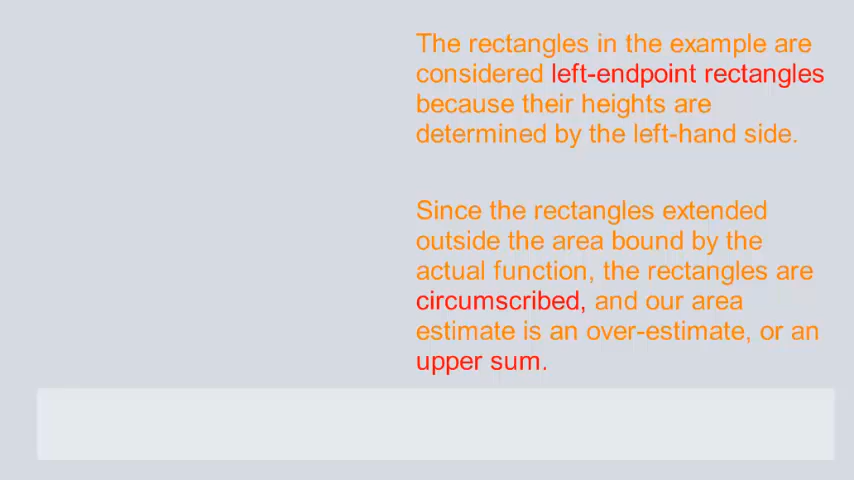 The rectangles in the example are
considered left-endpoint rectangles
because their heights are
determined by the left-hand side.
Since the rectangles extended
outside the area bound by the
actual function, the rectangles are
circumscribed, and our area
estimate is an over-estimate, or an
upper sum.